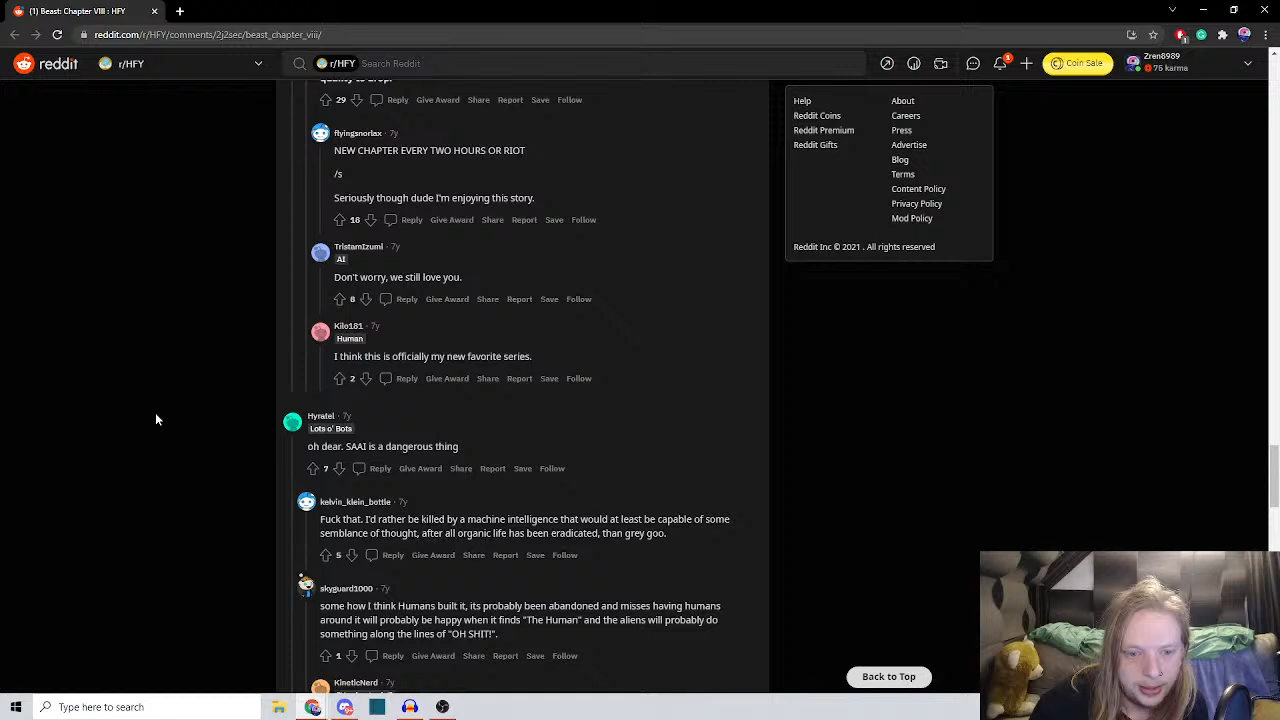 (1) Beast: Chapter VIII : HFY
reddit.com/r/HFY/comments/2jjsec/beast_chapter_viii/
reddit r/HFY r/HFY Search Reddit 1 Coin Sale Zren8989
75 karma
quality to drop.
29 Reply Give Award Share Report Save Follow
flyingsnorlax · 7y
NEW CHAPTER EVERY TWO HOURS OR RIOT
/s
Seriously though dude I'm enjoying this story.
18 Reply Give Award Share Report Save Follow
TristamIzumi · 7y
AI
Don't worry, we still love you.
8 Reply Give Award Share Report Save Follow
Kilo181 · 7y
Human
I think this is officially my new favorite series.
2 Reply Give Award Share Report Save Follow
Hyratel · 7y
Lots o' Bots
oh dear. SAAI is a dangerous thing
7 Reply Give Award Share Report Save Follow
kelvin_klein_bottle · 7y
Fuck that. I'd rather be killed by a machine intelligence that would at least be capable of some
semblance of thought, after all organic life has been eradicated, than grey goo.
5 Reply Give Award Share Report Save Follow
skyguard1000 · 7y
some how I think Humans built it, its probably been abandoned and misses having humans
around it will probably be happy when it finds "The Human" and the aliens will probably do
something along the lines of "OH SHIT!".
1 Reply Give Award Share Report Save Follow
KineticNerd · 7y
Help About
Reddit Coins Careers
Reddit Premium Press
Reddit Gifts Advertise
Blog
Terms
Content Policy
Privacy Policy
Mod Policy
Reddit Inc © 2021 . All rights reserved
Back to Top
Type here to search